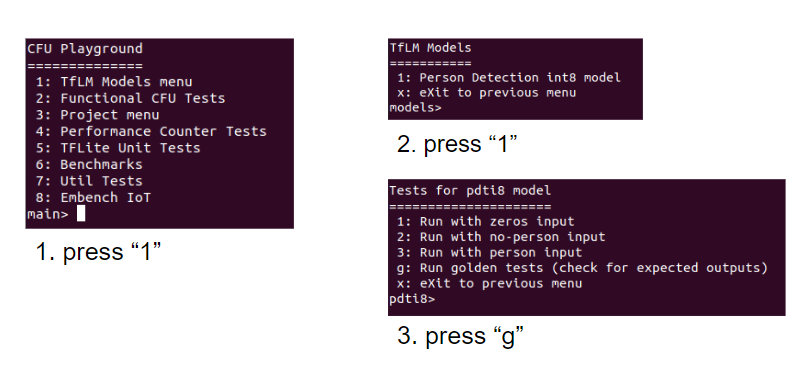 CFU Playground
==============
1: TfLM Models menu
2: Functional CFU Tests
3: Project menu
4: Performance Counter Tests
5: TFLite Unit Tests
6: Benchmarks
7: Util Tests
8: Embench IoT
main>
1. press “1”
TfLM Models
===========
1: Person Detection int8 model
x: eXit to previous menu
models>
2. press “1”
Tests for pdti8 model
=====================
1: Run with zeros input
2: Run with no-person input
3: Run with person input
g: Run golden tests (check for expected outputs)
x: eXit to previous menu
pdti8>
3. press “g”